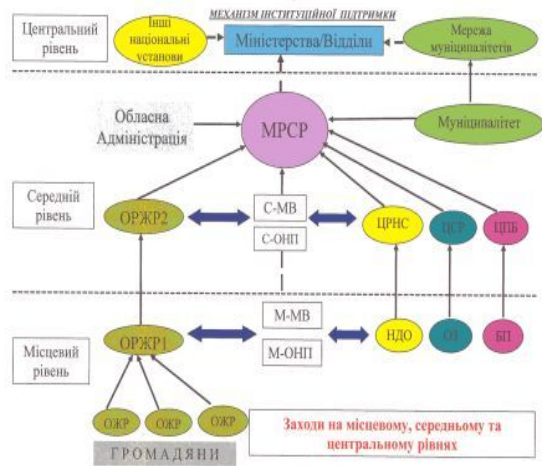 МЕХАНІЗМ ІНСТИТУЦІЙНОЇ ПІДТРИМКИ
Центральний
рівень
Інші
національні
установи
Міністерства/Відділи
Мережа
муніципалітетів
Обласна
Адміністрація
МРСР
Муніципалітет
Середній
рівень
ОРЖР2
С-МВ
С-ОНП
ЦРНС
ЦСР
ЦПБ
Місцевий
рівень
ОРЖР1
М-МВ
М-ОНП
НДО
ОЗ
БП
ОЖР
ОЖР
ОЖР
ГРОМАДЯНИ
Заходи на місцевому, середньому та
центральному рівнях